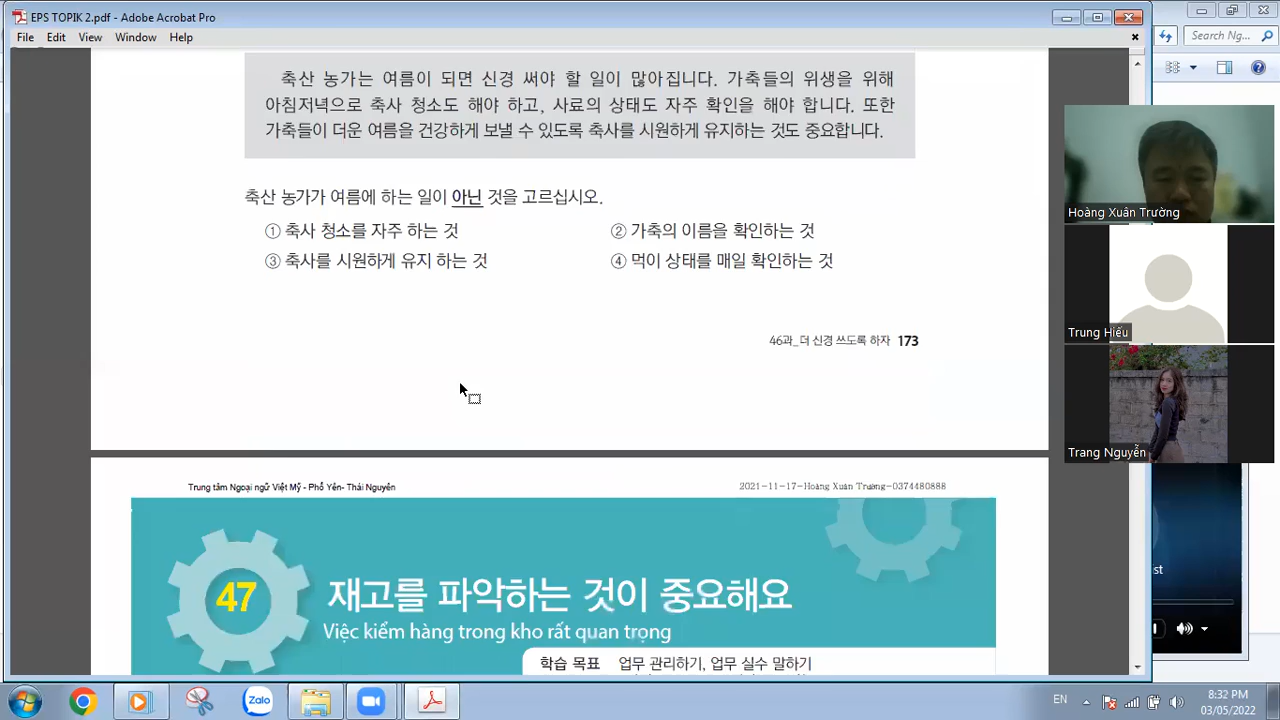 EPS TOPIK 2.pdf - Adobe Acrobat Pro
File Edit View Window Help
Search Ng...
축산 농가는 여름이 되면 신경 써야 할 일이 많아집니다. 가축들의 위생을 위해
아침저녁으로 축사 청소도 해야 하고, 사료의 상태도 자주 확인을 해야 합니다. 또한
가축들이 더운 여름을 건강하게 보낼 수 있도록 축사를 시원하게 유지하는 것도 중요합니다.
축산 농가가 여름에 하는 일이 아닌 것을 고르십시오.
① 축사 청소를 자주 하는 것 ② 가축의 이름을 확인하는 것
③ 축사를 시원하게 유지 하는 것 ④ 먹이 상태를 매일 확인하는 것
46과_더 신경 쓰도록 하자 173
Hoàng Xuân Trường
Trung Hiếu
Trang Nguyễn
Trung tâm Ngoại ngữ Việt Mỹ - Phổ Yên- Thái Nguyên 2021-11-17-Hoàng Xuân Trường-0374480888
47 재고를 파악하는 것이 중요해요
Việc kiểm hàng trong kho rất quan trọng
학습 목표 업무 관리하기, 업무 실수 말하기
Zalo
EN
8:32 PM
03/05/2022